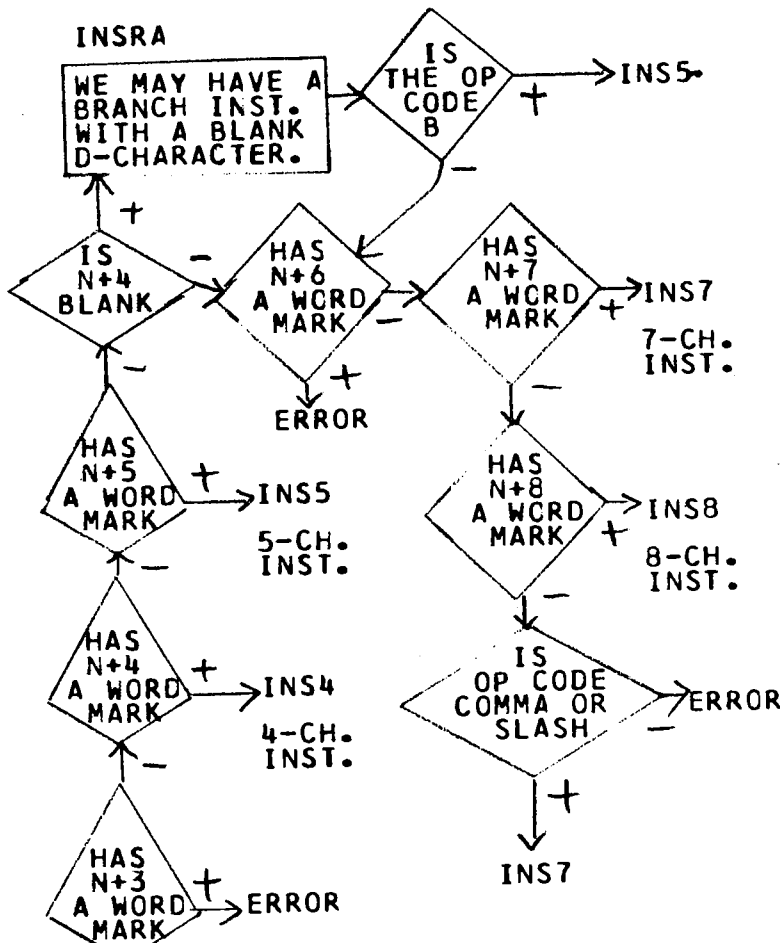 INSRA
WE MAY HAVE A
BRANCH INST.
WITH A BLANK
D-CHARACTER.
IS
THE OP
CODE
B
+
INS5.
-
+
IS
N+4
BLANK
-
HAS
N+6
A WORD
MARK
-
+
ERROR
HAS
N+7
A WORD
MARK
+
INS7
7-CH.
INST.
-
-
HAS
N+5
A WORD
MARK
+
INS5
5-CH.
INST.
HAS
N+8
A WORD
MARK
+
INS8
8-CH.
INST.
-
-
HAS
N+4
A WORD
MARK
+
INS4
4-CH.
INST.
IS
OP CODE
COMMA OR
SLASH
-
ERROR
+
INS7
-
HAS
N+3
A WORD
MARK
+
ERROR